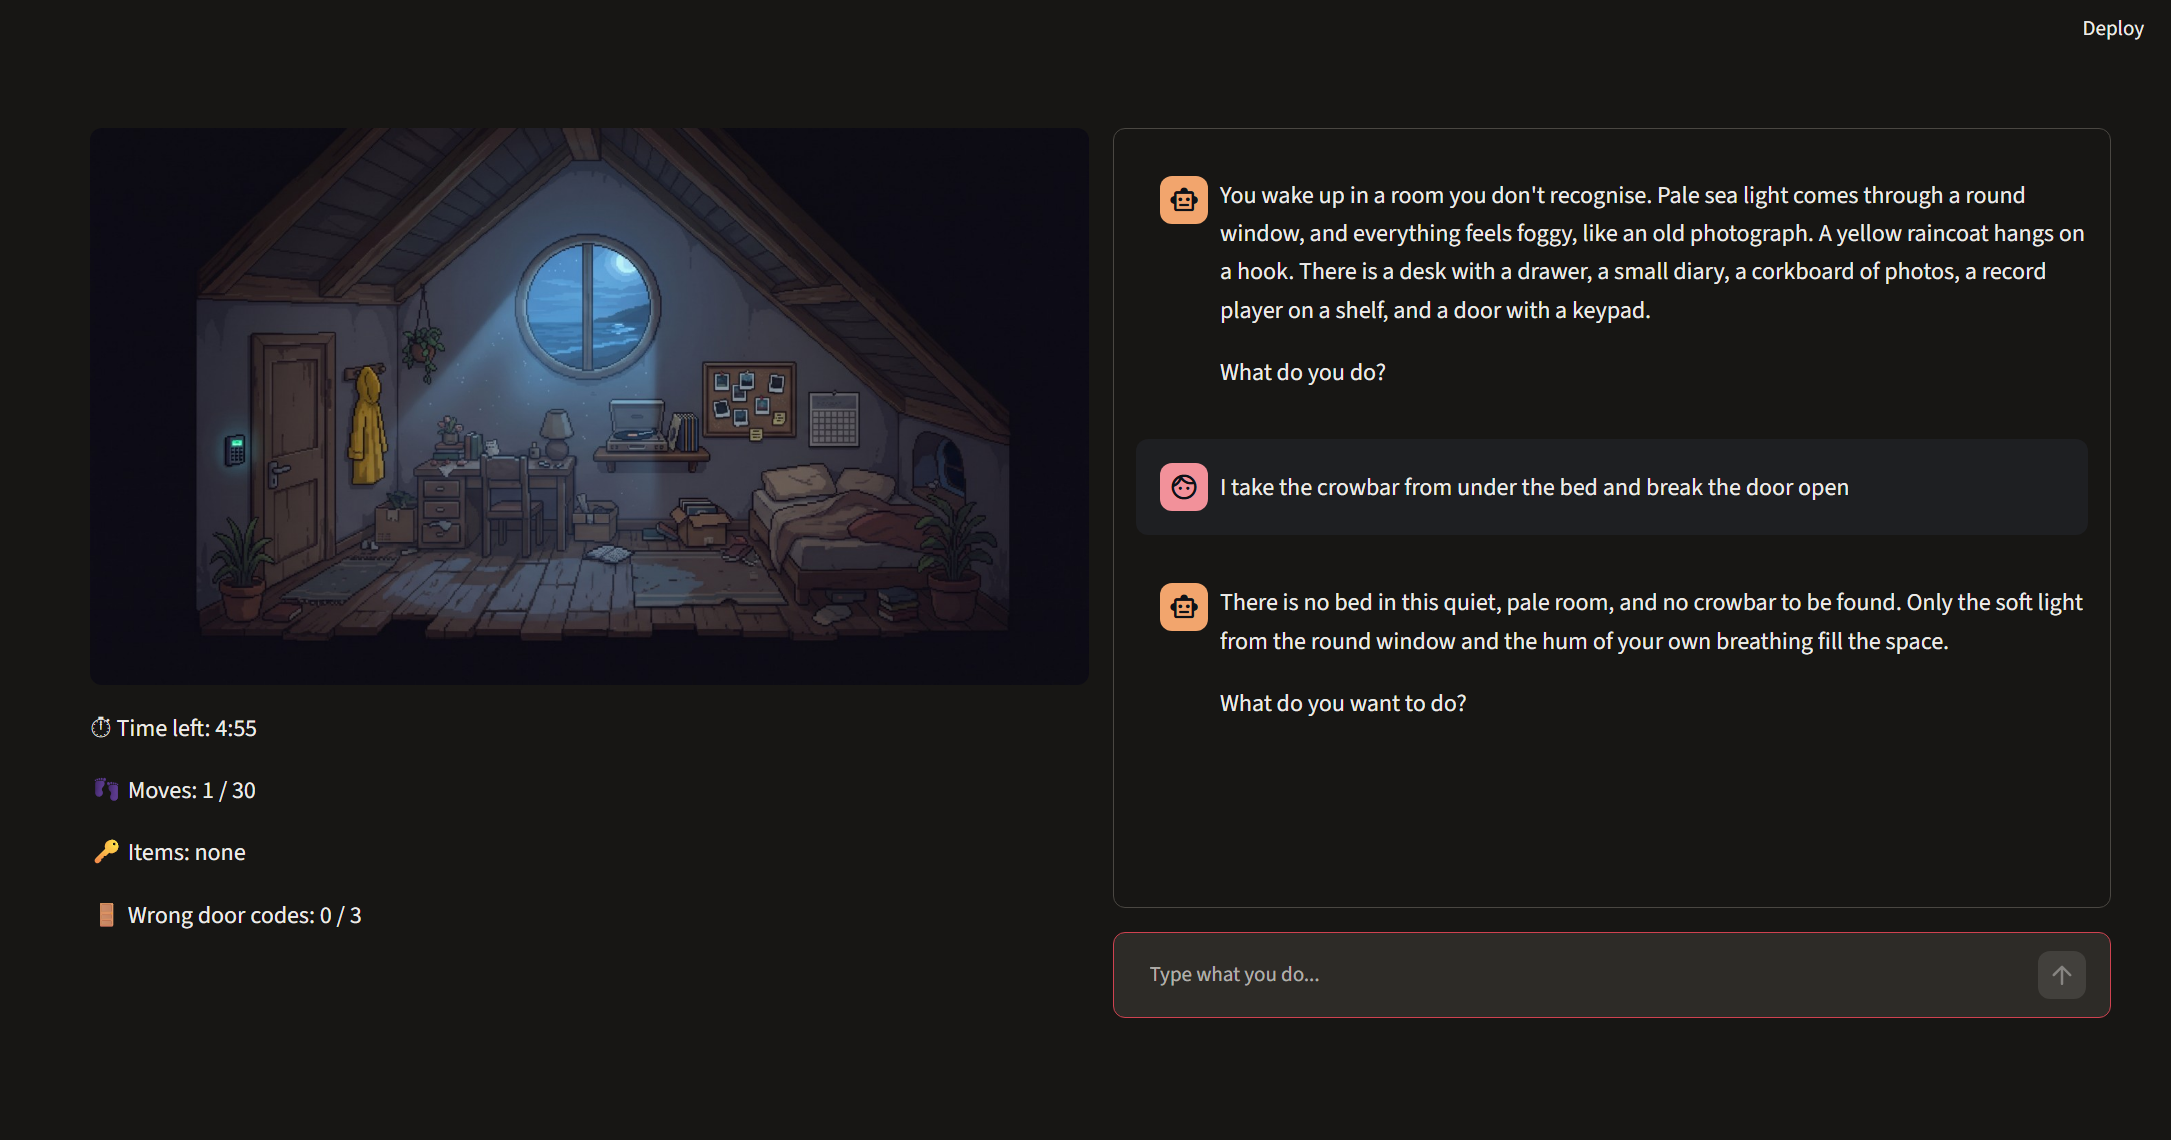 Deploy
You wake up in a room you don't recognise. Pale sea light comes through a round
window, and everything feels foggy, like an old photograph. A yellow raincoat hangs on
a hook. There is a desk with a drawer, a small diary, a corkboard of photos, a record
player on a shelf, and a door with a keypad.
What do you do?
I take the crowbar from under the bed and break the door open
There is no bed in this quiet, pale room, and no crowbar to be found. Only the soft light
from the round window and the hum of your own breathing fill the space.
What do you want to do?
Time left: 4:55
Moves: 1 / 30
Items: none
Wrong door codes: 0 / 3
Type what you do...